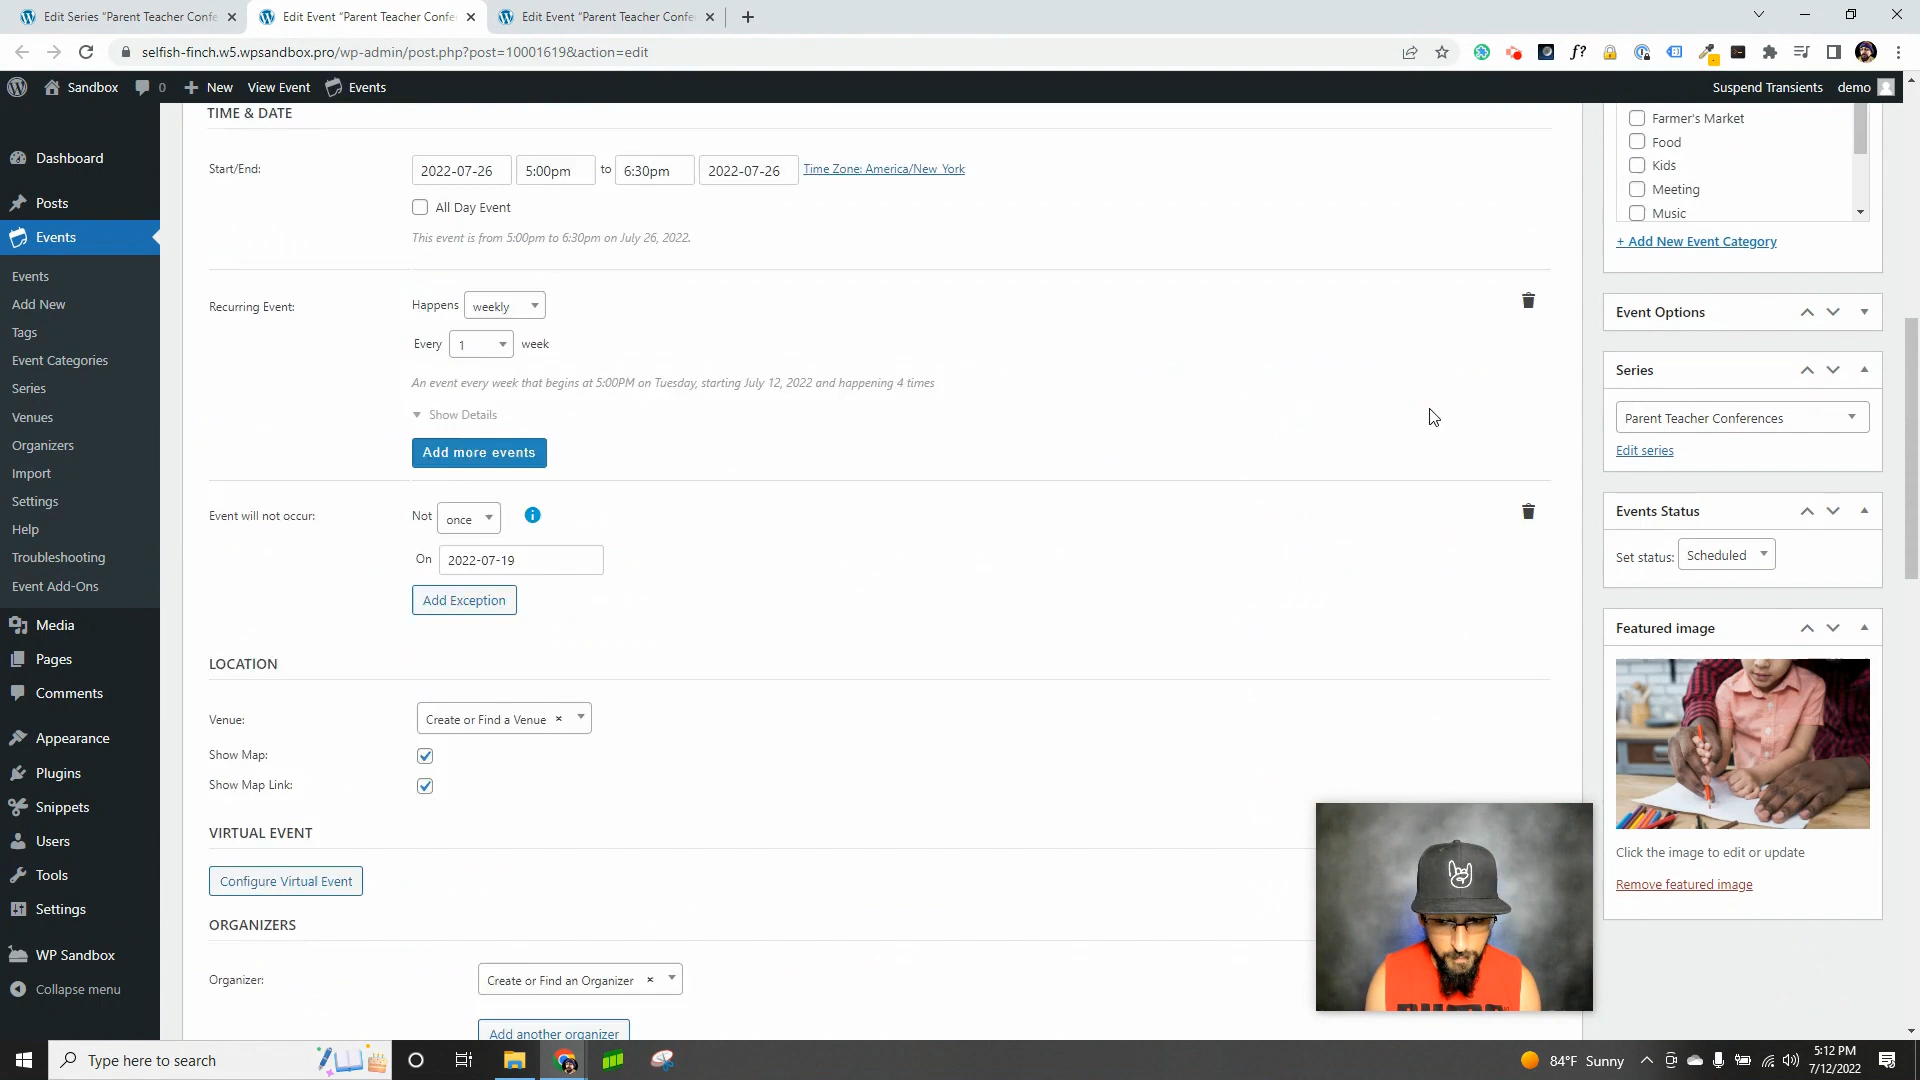 Edit Series “Parent Teacher Confe
Edit Event “Parent Teacher Confe
Edit Event “Parent Teacher Confe
selfish-finch.w5.wpsandbox.pro/wp-admin/post.php?post=10001619&action=edit
Sandbox
0
New
View Event
Events
Suspend Transients
demo
Dashboard
Posts
Events
Events
Add New
Tags
Event Categories
Series
Venues
Organizers
Import
Settings
Help
Troubleshooting
Event Add-Ons
Media
Pages
Comments
Appearance
Plugins
Snippets
Users
Tools
Settings
WP Sandbox
Collapse menu
TIME & DATE
Start/End:
2022-07-26 5:00pm to 6:30pm 2022-07-26 Time Zone: America/New York
All Day Event
This event is from 5:00pm to 6:30pm on July 26, 2022.
Recurring Event:
Happens weekly
Every 1 week
An event every week that begins at 5:00PM on Tuesday, starting July 12, 2022 and happening 4 times
Show Details
Add more events
Event will not occur:
Not once
On 2022-07-19
Add Exception
LOCATION
Venue:
Create or Find a Venue ×
Show Map:
Show Map Link:
VIRTUAL EVENT
Configure Virtual Event
ORGANIZERS
Organizer:
Create or Find an Organizer ×
Add another organizer
Farmer's Market
Food
Kids
Meeting
Music
+ Add New Event Category
Event Options
Series
Parent Teacher Conferences
Edit series
Events Status
Set status: Scheduled
Featured image
Click the image to edit or update
Remove featured image
Type here to search
84°F Sunny
5:12 PM
7/12/2022